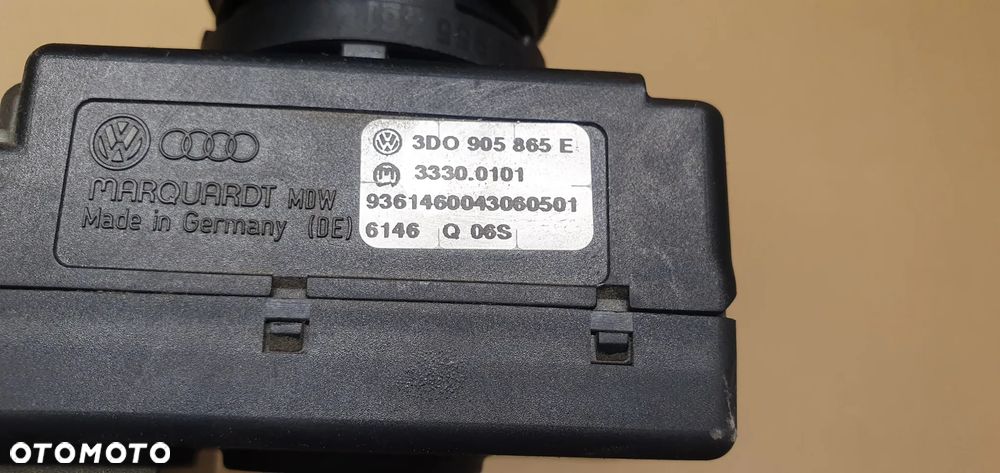 3DO 905 865 E
3330.0101
MARQUARDT MDW
9361460043060501
Made in Germany (DE)
6146 Q 06S
OTOMOTO